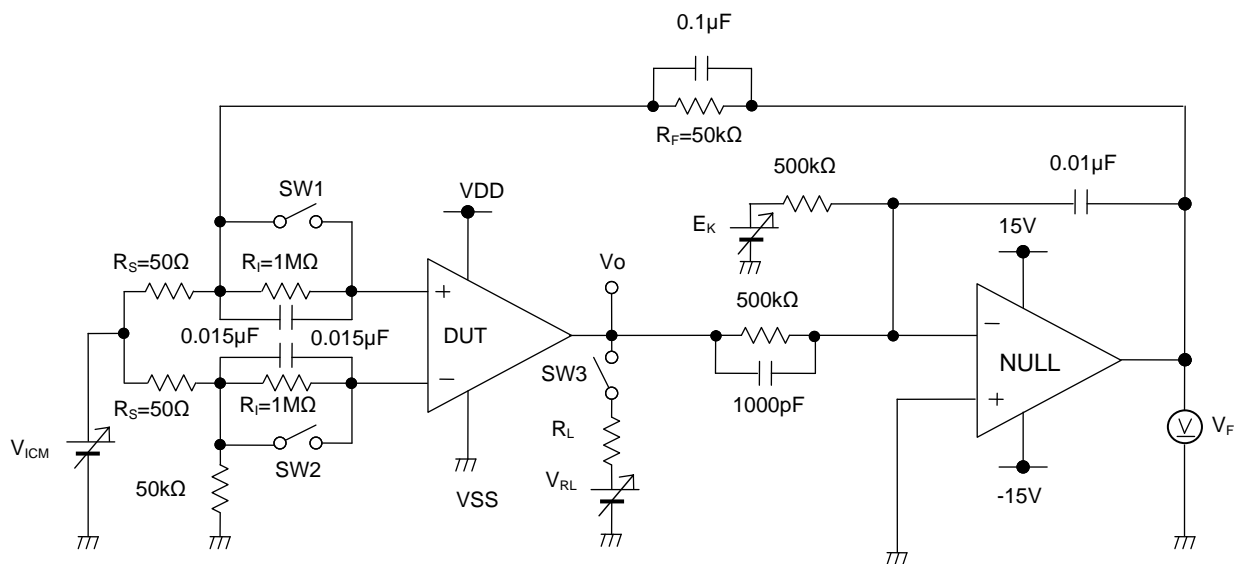 0.1µF
RF=50kΩ
500kΩ
0.01µF
SW1
VDD
EK
15V
RS=50Ω
RI=1MΩ
Vo
500kΩ
+
−
0.015µF
0.015µF
DUT
NULL
SW3
−
+
RS=50Ω
RI=1MΩ
1000pF
VF
V
RL
VICM
SW2
VRL
-15V
50kΩ
VSS